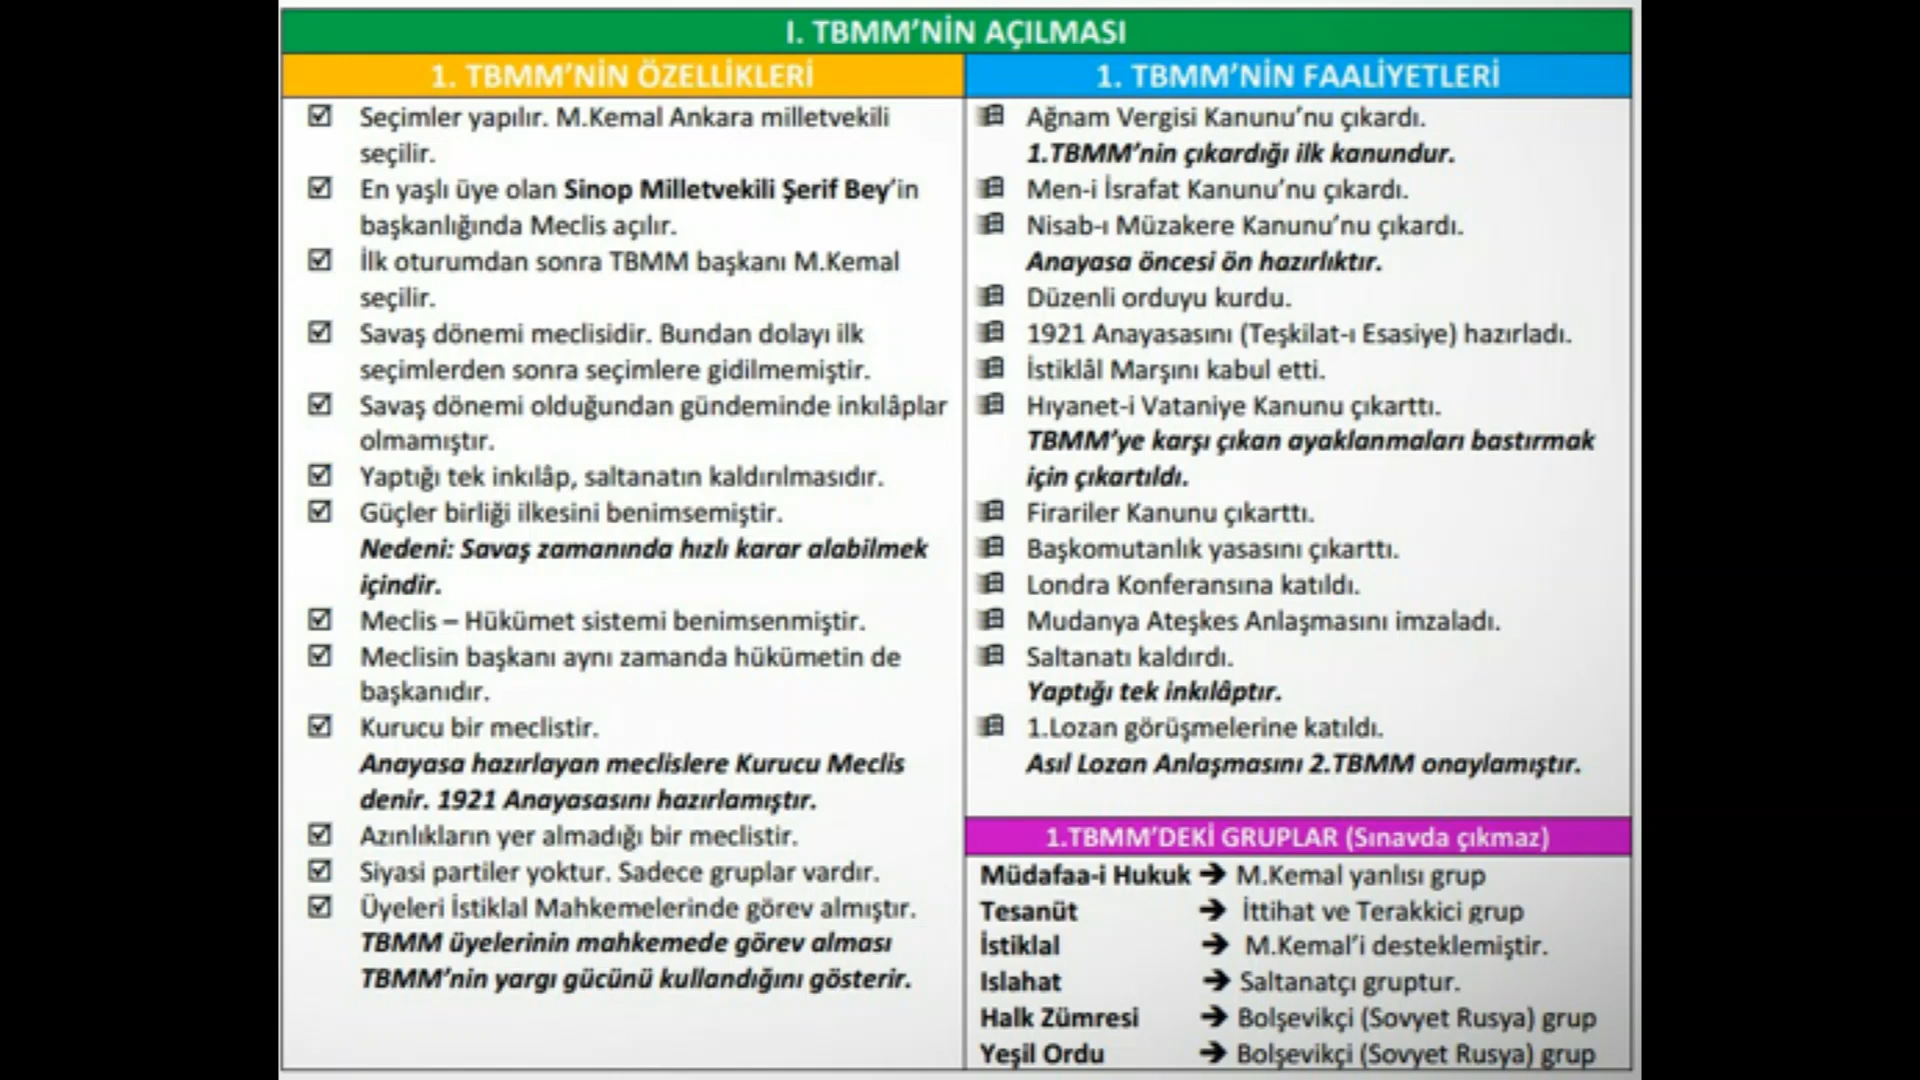 I. TBMM’NİN AÇILMASI
1. TBMM’NİN ÖZELLİKLERİ
Seçimler yapılır. M.Kemal Ankara milletvekili
seçilir.
En yaşlı üye olan Sinop Milletvekili Şerif Bey’in
başkanlığında Meclis açılır.
İlk oturumdan sonra TBMM başkanı M.Kemal
seçilir.
Savaş dönemi meclisidir. Bundan dolayı ilk
seçimlerden sonra seçimlere gidilmemiştir.
Savaş dönemi olduğundan gündeminde inkılâplar
olmamıştır.
Yaptığı tek inkılâp, saltanatın kaldırılmasıdır.
Güçler birliği ilkesini benimsemiştir.
Nedeni: Savaş zamanında hızlı karar alabilmek
içindir.
Meclis – Hükümet sistemi benimsenmiştir.
Meclisin başkanı aynı zamanda hükümetin de
başkanıdır.
Kurucu bir meclistir.
Anayasa hazırlayan meclislere Kurucu Meclis
denir. 1921 Anayasasını hazırlamıştır.
Azınlıkların yer almadığı bir meclistir.
Siyasi partiler yoktur. Sadece gruplar vardır.
Üyeleri İstiklal Mahkemelerinde görev almıştır.
TBMM üyelerinin mahkemede görev alması
TBMM’nin yargı gücünü kullandığını gösterir.
1. TBMM’NİN FAALİYETLERİ
Ağnam Vergisi Kanunu’nu çıkardı.
1.TBMM’nin çıkardığı ilk kanundur.
Men-i İsrafat Kanunu’nu çıkardı.
Nisab-ı Müzakere Kanunu’nu çıkardı.
Anayasa öncesi ön hazırlıktır.
Düzenli orduyu kurdu.
1921 Anayasasını (Teşkilat-ı Esasiye) hazırladı.
İstiklâl Marşını kabul etti.
Hıyanet-i Vataniye Kanunu çıkarttı.
TBMM’ye karşı çıkan ayaklanmaları bastırmak
için çıkartıldı.
Firariler Kanunu çıkarttı.
Başkomutanlık yasasını çıkarttı.
Londra Konferansına katıldı.
Mudanya Ateşkes Anlaşmasını imzaladı.
Saltanatı kaldırdı.
Yaptığı tek inkılâptır.
1.Lozan görüşmelerine katıldı.
Asıl Lozan Anlaşmasını 2.TBMM onaylamıştır.
1.TBMM’DEKİ GRUPLAR (Sınavda çıkmaz)
Müdafaa-i Hukuk → M.Kemal yanlısı grup
Tesanüt → İttihat ve Terakkici grup
İstiklal → M.Kemal’i desteklemiştir.
Islahat → Saltanatçı gruptur.
Halk Zümresi → Bolşevikçi (Sovyet Rusya) grup
Yeşil Ordu → Bolşevikçi (Sovyet Rusya) grup